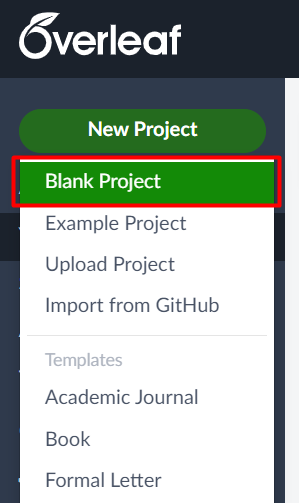 Overleaf
New Project
Blank Project
Example Project
Upload Project
Import from GitHub
Templates
Academic Journal
Book
Formal Letter